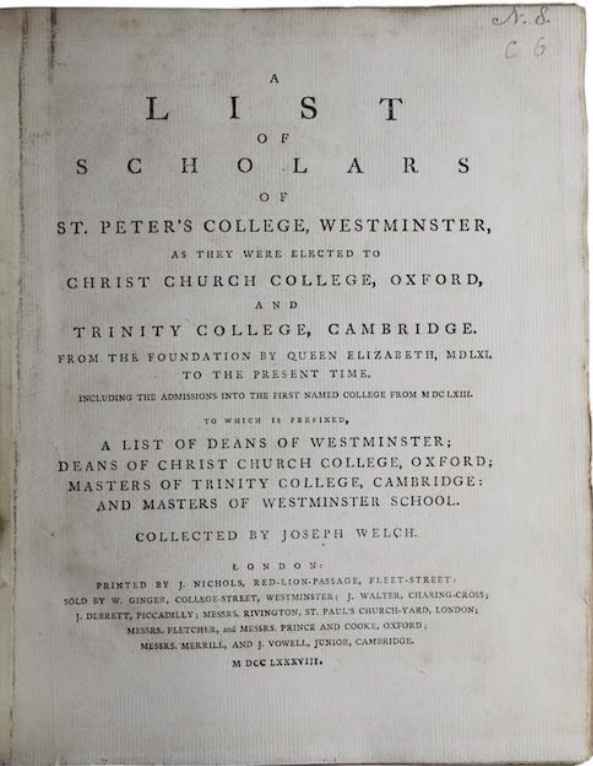 N. 8.
C 6
A
LIST
OF
SCHOLARS
OF
ST. PETER'S COLLEGE, WESTMINSTER,
AS THEY WERE ELECTED TO
CHRIST CHURCH COLLEGE, OXFORD,
AND
TRINITY COLLEGE, CAMBRIDGE.
FROM THE FOUNDATION BY QUEEN ELIZABETH, MDLXI.
TO THE PRESENT TIME.
INCLUDING THE ADMISSIONS INTO THE FIRST NAMED COLLEGE FROM MDCLXIII.
TO WHICH IS PREFIXED,
A LIST OF DEANS OF WESTMINSTER;
DEANS OF CHRIST CHURCH COLLEGE, OXFORD;
MASTERS OF TRINITY COLLEGE, CAMBRIDGE:
AND MASTERS OF WESTMINSTER SCHOOL.
COLLECTED BY JOSEPH WELCH.
LONDON:
PRINTED BY J. NICHOLS, RED-LION-PASSAGE, FLEET-STREET:
SOLD BY W. GINGER, COLLEGE-STREET, WESTMINSTER; J. WALTER, CHARING-CROSS;
J. DEBRETT, PICCADILLY; MESSRS. RIVINGTON, ST. PAUL'S CHURCH-YARD, LONDON;
MESSRS. FLETCHER, and MESSRS. PRINCE AND COOKE, OXFORD;
MESSRS. MERRILL, AND J. VOWELL, JUNIOR, CAMBRIDGE.
M DCC LXXXVIII.